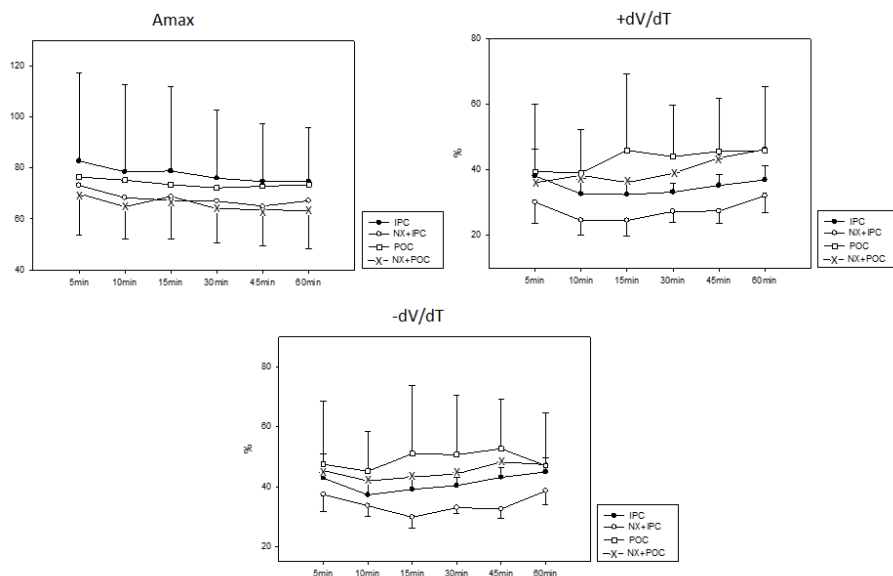 Amax
120
100
80
60
40
5min 10min 15min 30min 45min 60min
IPC
NX+IPC
POC
NX+POC
+dV/dT
%
80
60
40
20
5min 10min 15min 30min 45min 60min
IPC
NX+IPC
POC
NX+POC
-dV/dT
%
80
60
40
20
5min 10min 15min 30min 45min 60min
IPC
NX+IPC
POC
NX+POC